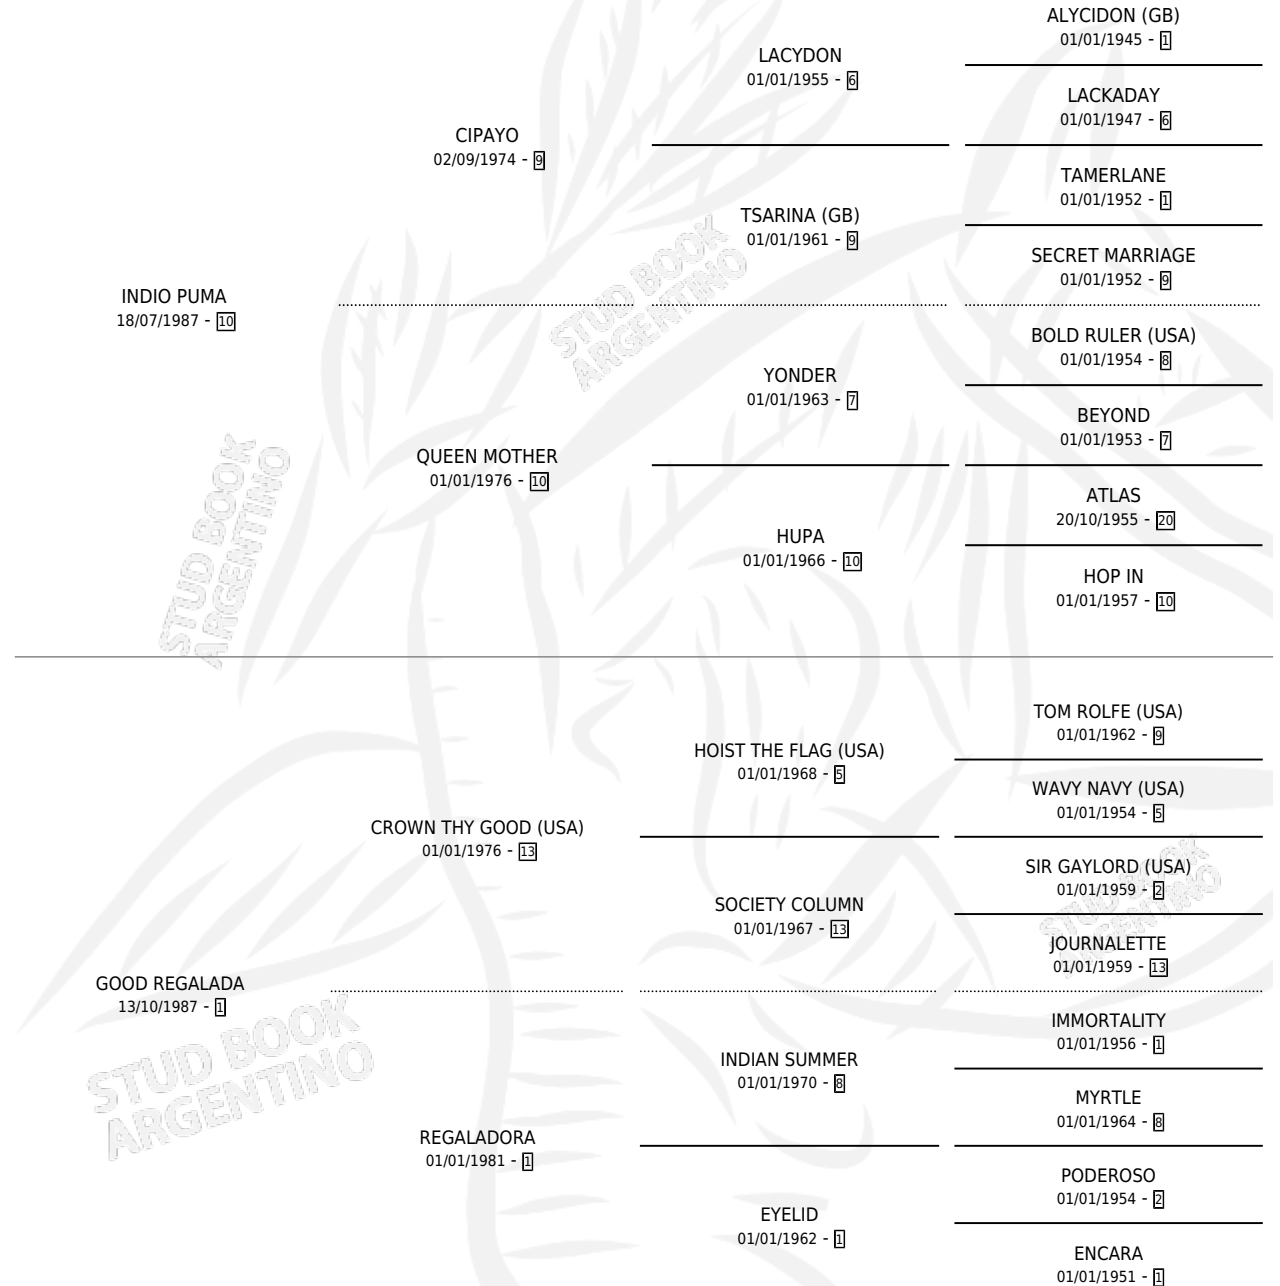 ALYCIDON (GB)
01/01/1945 - 1
LACYDON
01/01/1955 - 6
LACKADAY
01/01/1947 - 6
CIPAYO
02/09/1974 - 9
TAMERLANE
01/01/1952 - 1
TSARINA (GB)
01/01/1961 - 9
SECRET MARRIAGE
01/01/1952 - 9
INDIO PUMA
18/07/1987 - 10
STUD BOOK
ARGENTINO
BOLD RULER (USA)
01/01/1954 - 8
YONDER
01/01/1963 - 7
BEYOND
01/01/1953 - 7
QUEEN MOTHER
01/01/1976 - 10
ATLAS
20/10/1955 - 20
HUPA
01/01/1966 - 10
HOP IN
01/01/1957 - 10
STUD BOOK
ARGENTINO
TOM ROLFE (USA)
01/01/1962 - 9
HOIST THE FLAG (USA)
01/01/1968 - 5
WAVY NAVY (USA)
01/01/1954 - 5
CROWN THY GOOD (USA)
01/01/1976 - 13
SIR GAYLORD (USA)
01/01/1959 - 2
SOCIETY COLUMN
01/01/1967 - 13
STUD BOOK
ARGENTINO
JOURNALETTE
01/01/1959 - 13
GOOD REGALADA
13/10/1987 - 1
IMMORTALITY
01/01/1956 - 1
INDIAN SUMMER
01/01/1970 - 8
STUD BOOK
ARGENTINO
MYRTLE
01/01/1964 - 8
REGALADORA
01/01/1981 - 1
PODEROSO
01/01/1954 - 2
EYELID
01/01/1962 - 1
ENCARA
01/01/1951 - 1